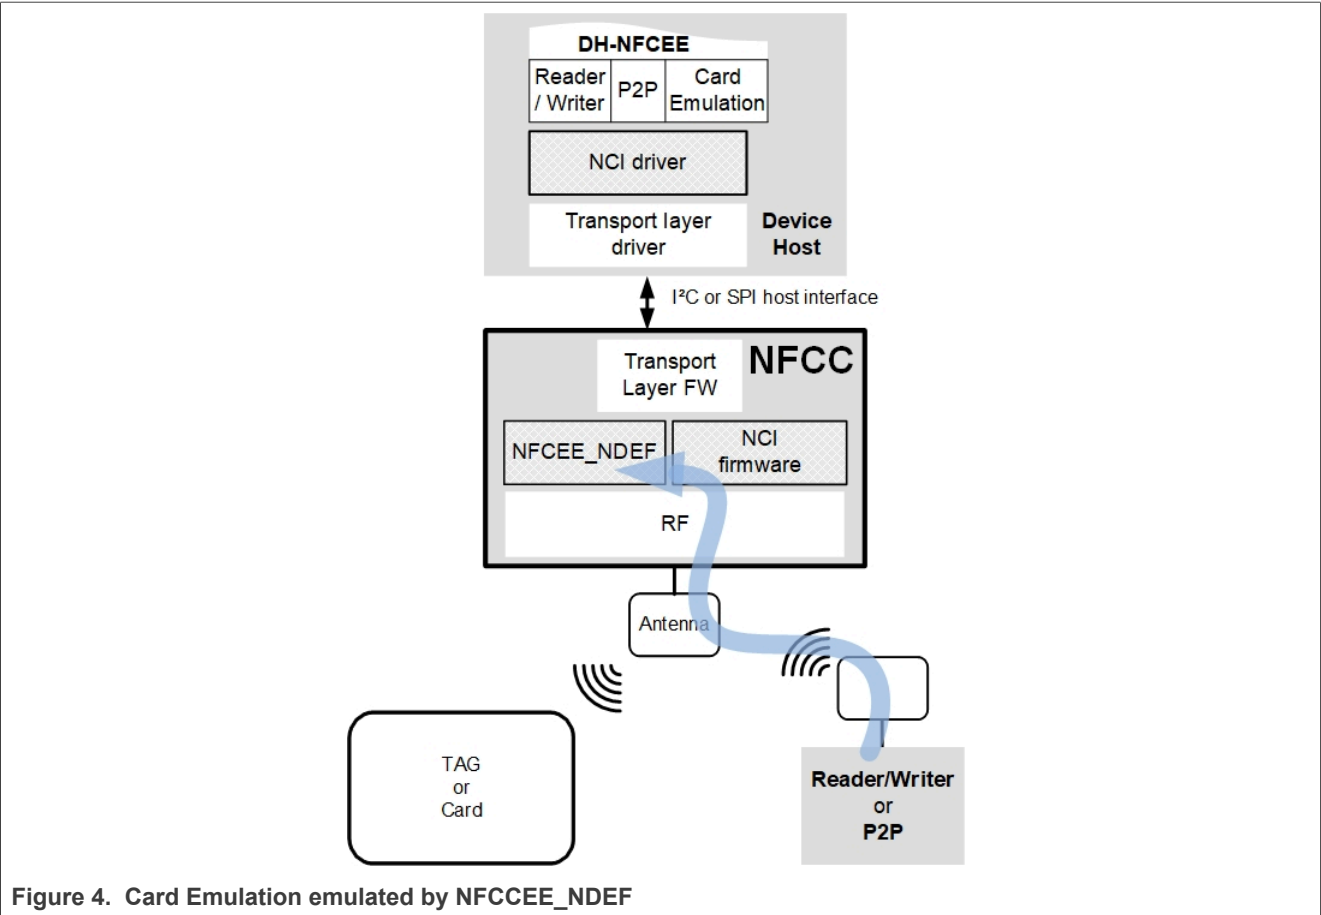 DH-NFCEE
Reader
/ Writer
P2P
Card
Emulation
NCI driver
Transport layer
driver
Device
Host
I²C or SPI host interface
NFCC
Transport
Layer FW
NFCEE_NDEF
NCI
firmware
RF
Antenna
TAG
or
Card
Reader/Writer
or
P2P
Figure 4. Card Emulation emulated by NFCCEE_NDEF